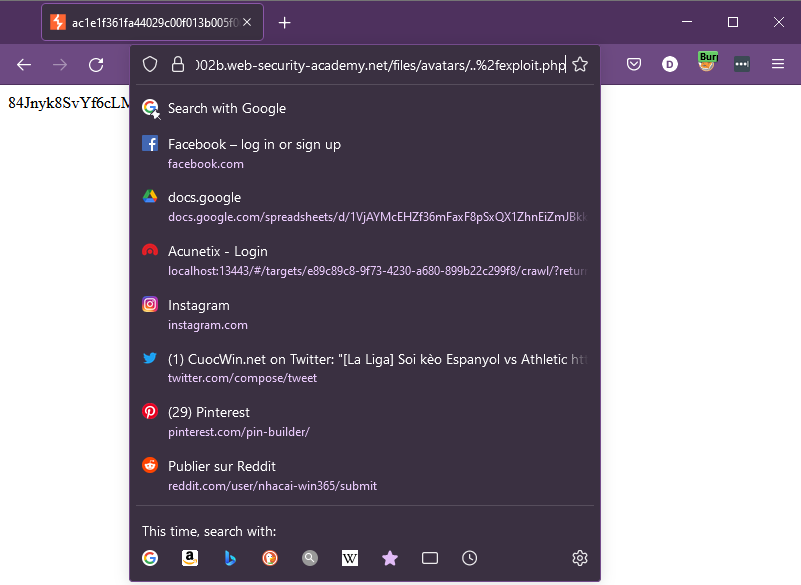 ac1e1f361fa44029c00f013b005f0
002b.web-security-academy.net/files/avatars/..%2fexploit.php
D
Burp
84Jnyk8SvYf6cLM
Search with Google
Facebook – log in or sign up
facebook.com
docs.google
docs.google.com/spreadsheets/d/1VjAYMcEHZf36mFaxF8pSxQX1ZhnEiZmJBkk
Acunetix - Login
localhost:13443/#/targets/e89c89c8-9f73-4230-a680-899b22c299f8/crawl/?return
Instagram
instagram.com
(1) CuocWin.net on Twitter: "[La Liga] Soi kèo Espanyol vs Athletic htt
twitter.com/compose/tweet
(29) Pinterest
pinterest.com/pin-builder/
Publier sur Reddit
reddit.com/user/nhacai-win365/submit
This time, search with: